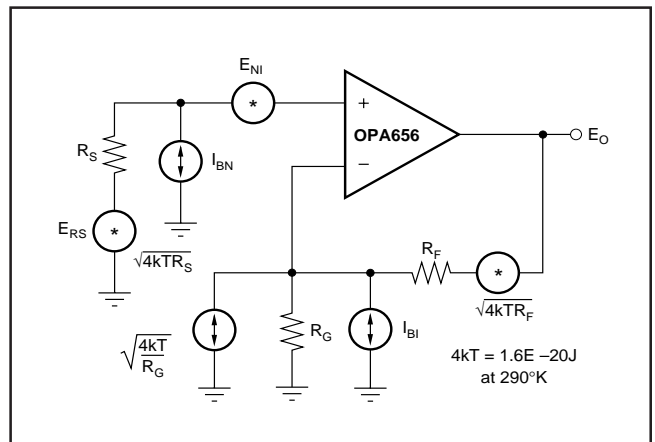 E_NI
+
OPA656
−
E_O
R_S
I_BN
E_RS
*
*
√4kTR_S
R_F
*
√4kTR_F
√4kT/R_G
R_G
I_BI
4kT = 1.6E –20J
at 290°K